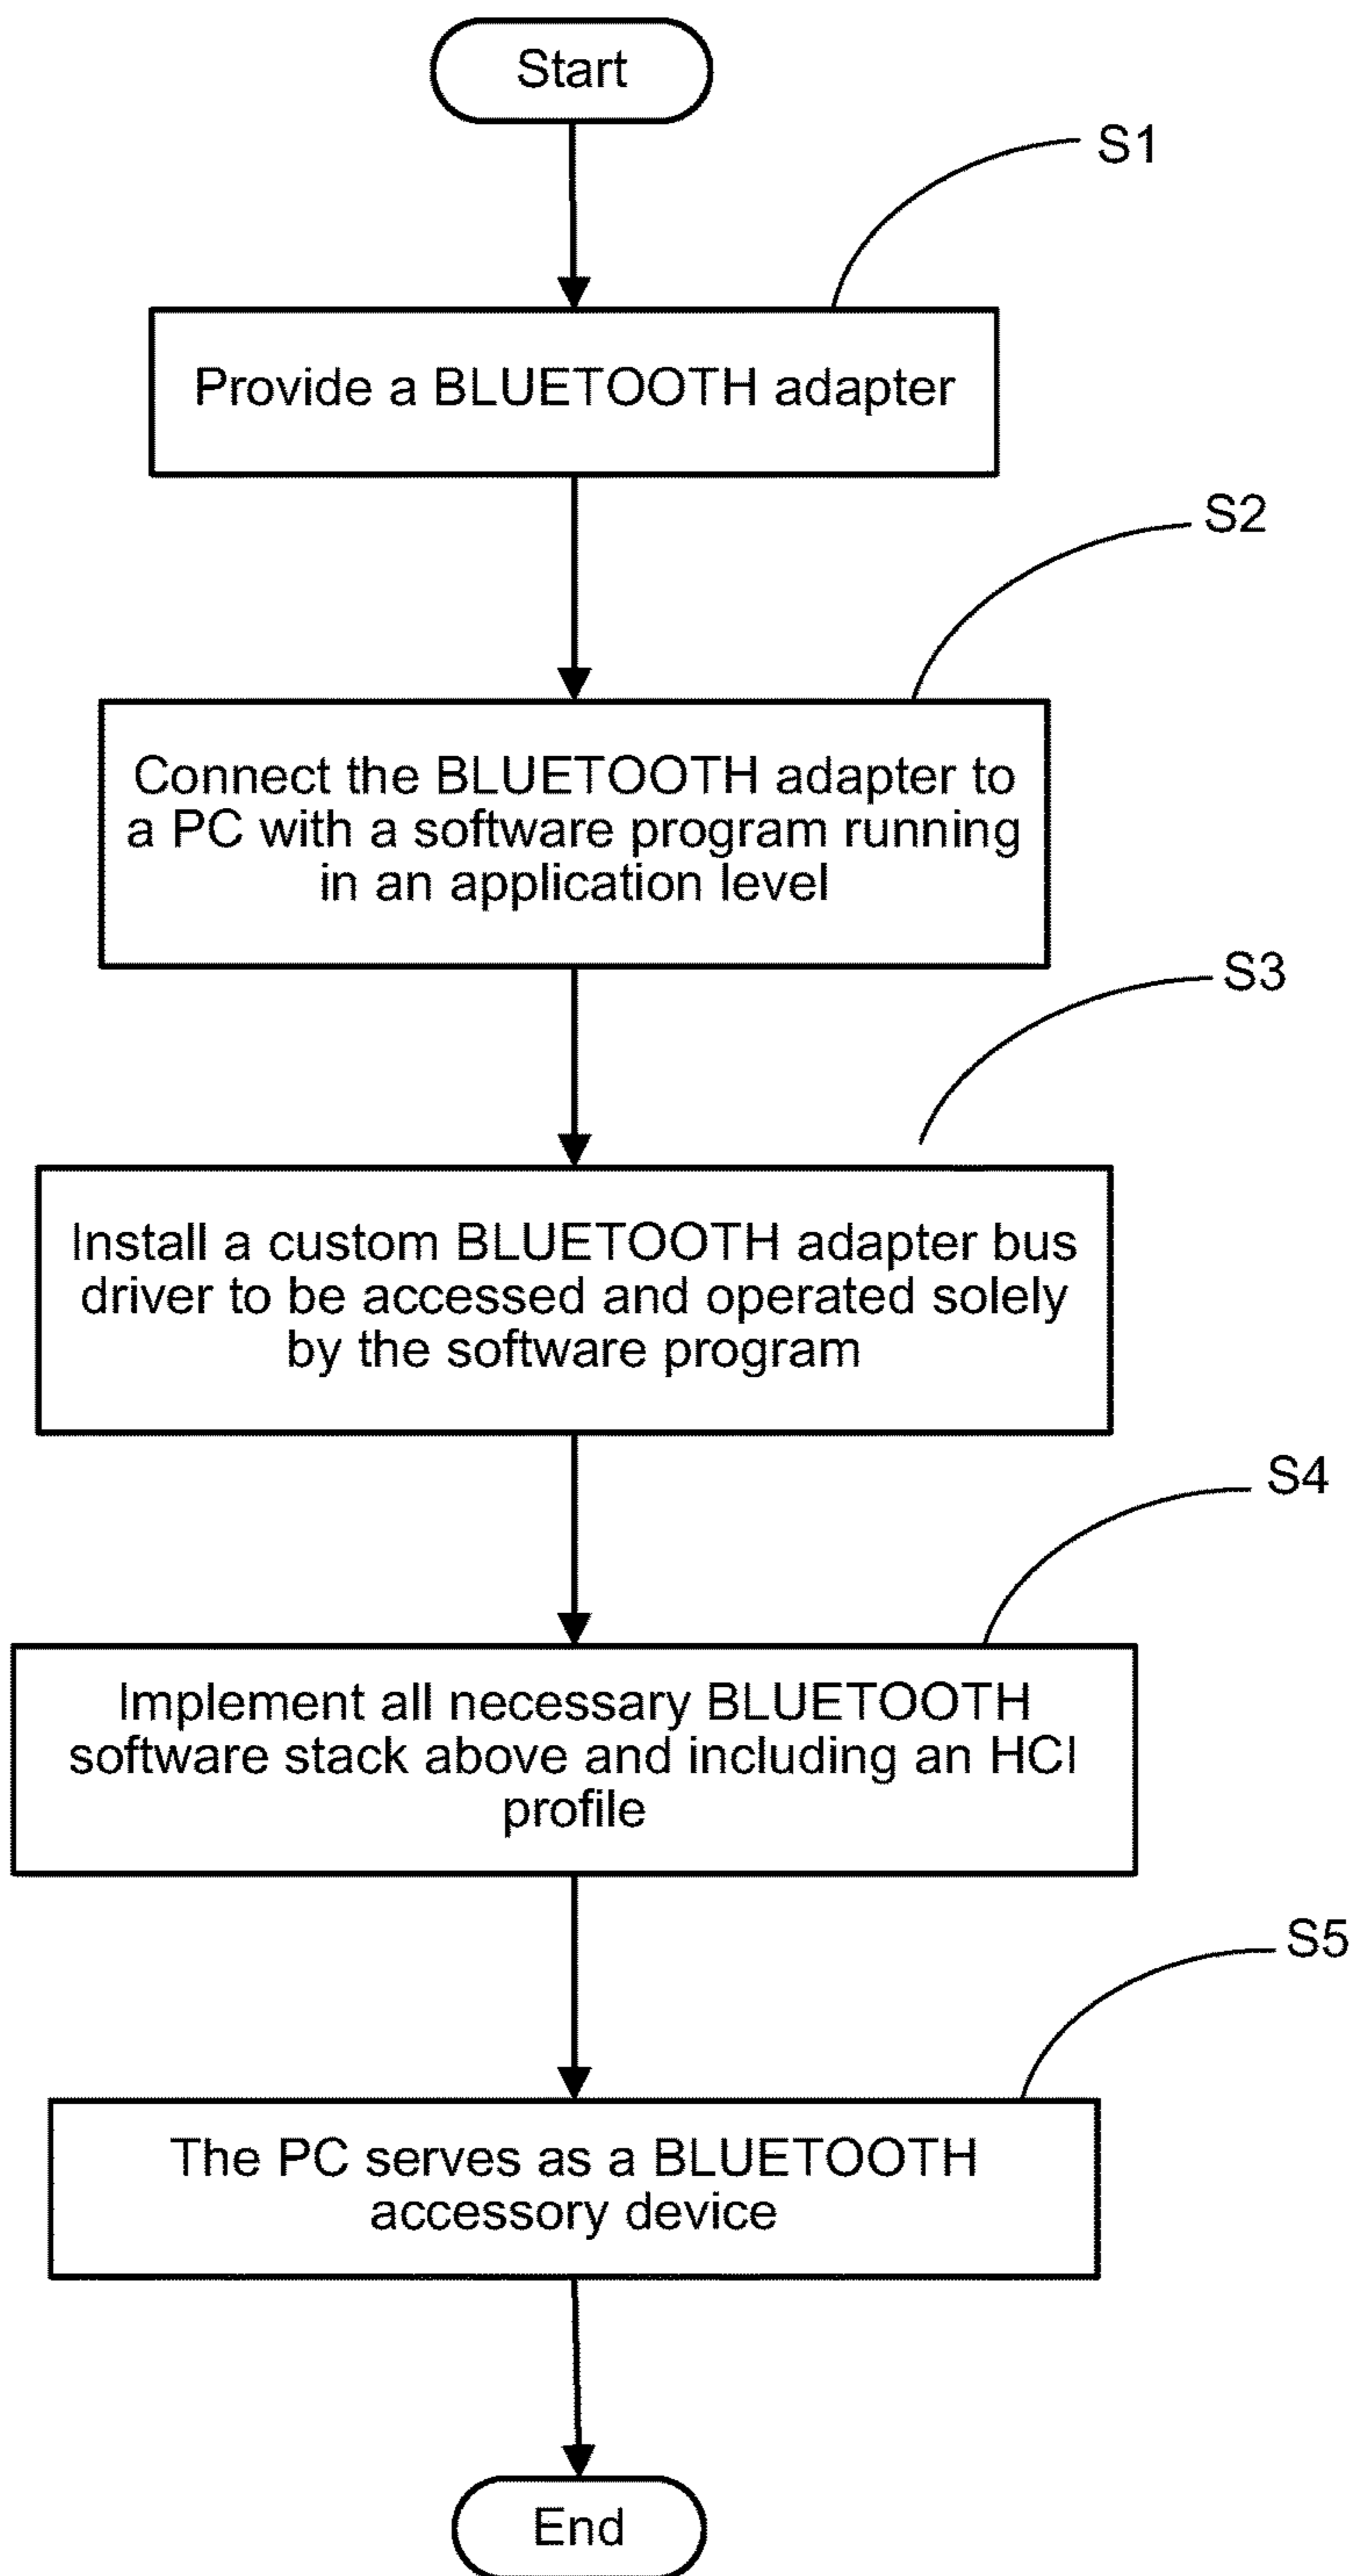 Start
S1
Provide a BLUETOOTH adapter
S2
Connect the BLUETOOTH adapter to
a PC with a software program running
in an application level
S3
Install a custom BLUETOOTH adapter bus
driver to be accessed and operated solely
by the software program
S4
Implement all necessary BLUETOOTH
software stack above and including an HCI
profile
S5
The PC serves as a BLUETOOTH
accessory device
End